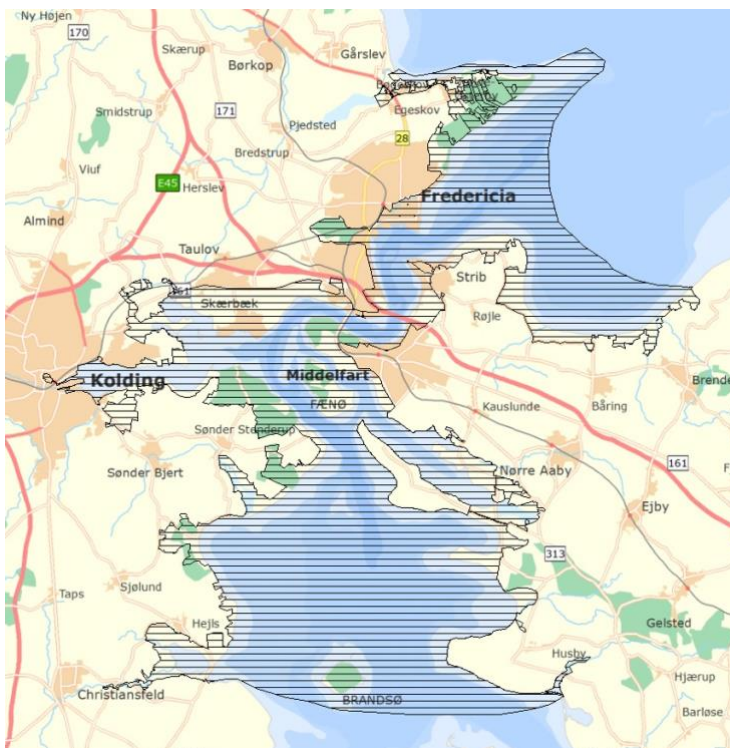 Ny Højen
170
Skærup
Gårslev
Børkop
Smidstrup
171
Egeskov
Pjedsted
28
Bredstrup
Viuf
E45
Herslev
Fredericia
Almind
Taulov
Strib
161
Skærbæk
Røjle
Middelfart
Kolding
Brende
FÆNØ
Båring
Kauslunde
Sønder Stenderup
Sønder Bjert
Nørre Aaby
161
Ejby
313
Taps
Sjølund
Hejls
Gelsted
Husby
Hjærup
Christiansfeld
BRANDSØ
Barløse